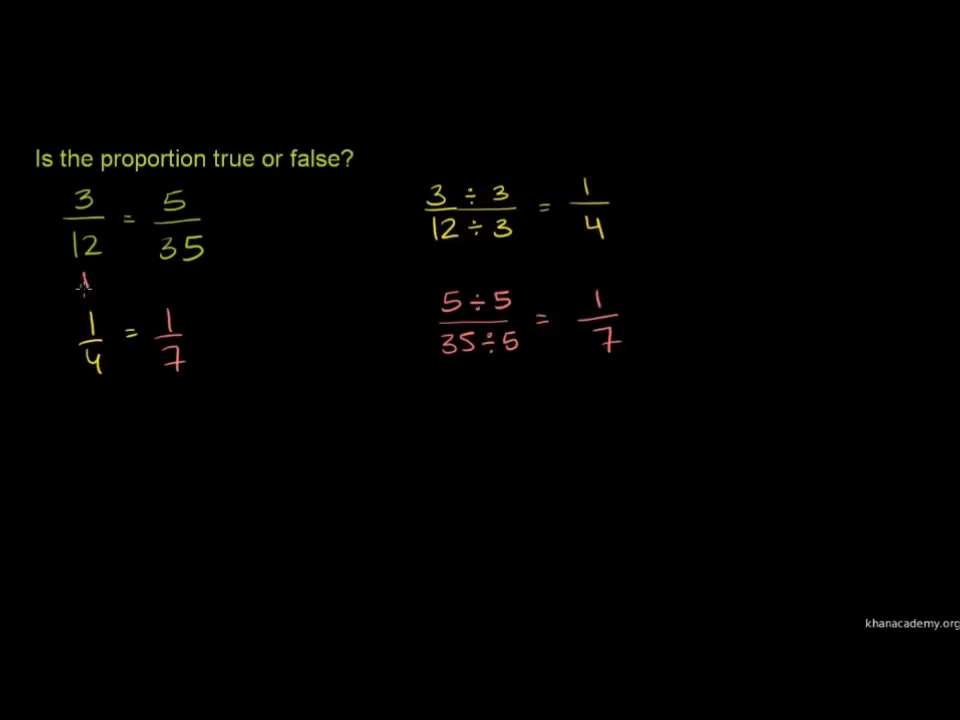 Is the proportion true or false?
3/12 = 5/35
1/4 = 1/7
3 ÷ 3/12 ÷ 3 = 1/4
5 ÷ 5/35 ÷ 5 = 1/7
khanacademy.org